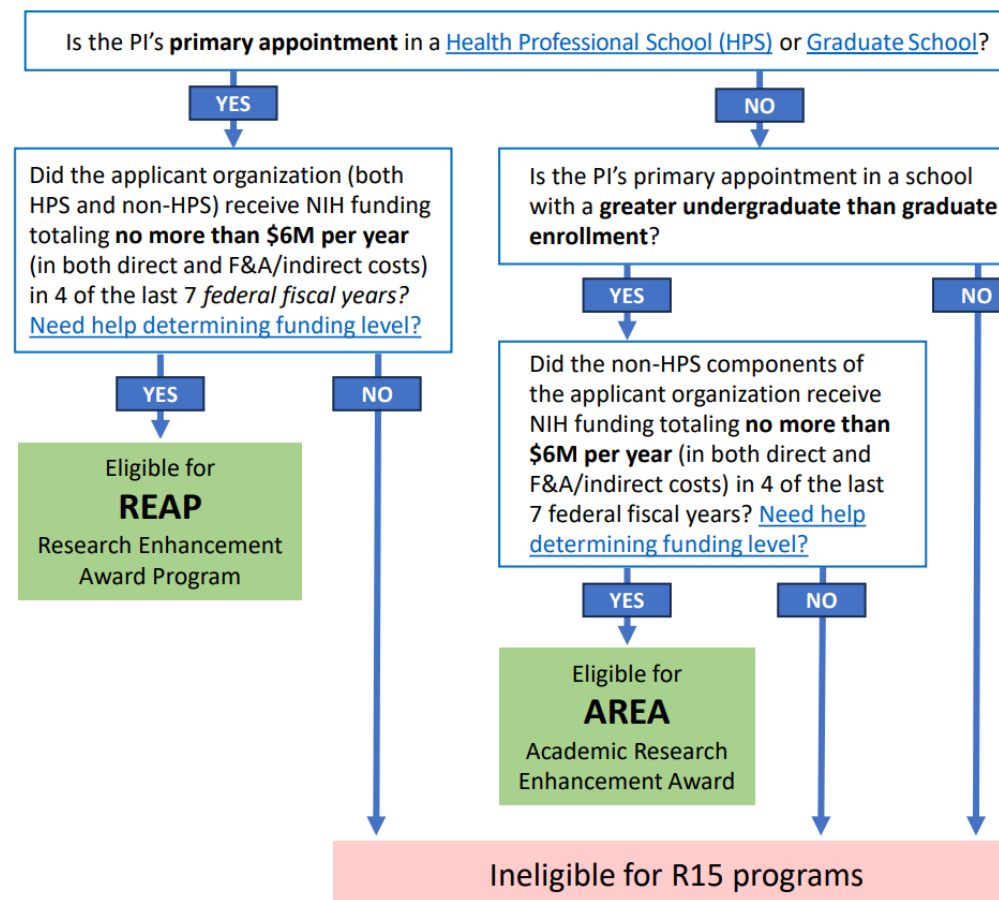 Is the PI’s primary appointment in a Health Professional School (HPS) or Graduate School?
YES
NO
Did the applicant organization (both
HPS and non-HPS) receive NIH funding
totaling no more than $6M per year
(in both direct and F&A/indirect costs)
in 4 of the last 7 federal fiscal years?
Need help determining funding level?
YES
NO
Eligible for
REAP
Research Enhancement
Award Program
Is the PI’s primary appointment in a school
with a greater undergraduate than graduate
enrollment?
YES
NO
Did the non-HPS components of
the applicant organization receive
NIH funding totaling no more than
$6M per year (in both direct and
F&A/indirect costs) in 4 of the last
7 federal fiscal years? Need help
determining funding level?
YES
NO
Eligible for
AREA
Academic Research
Enhancement Award
Ineligible for R15 programs